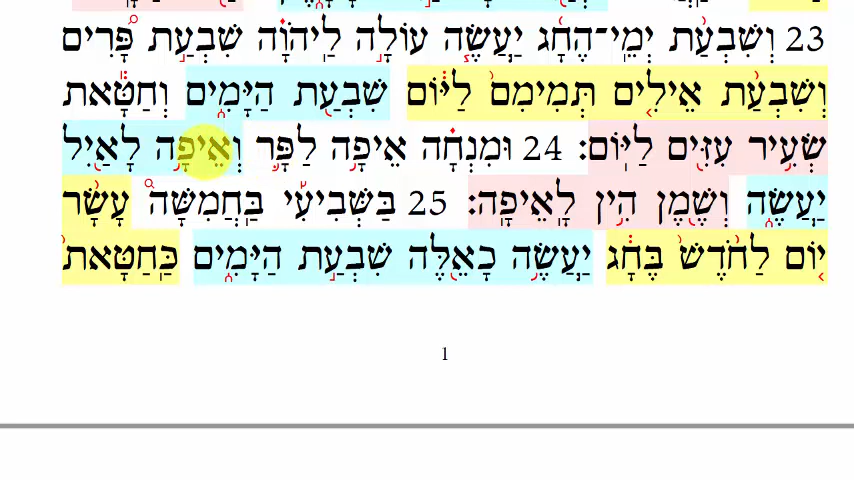 23 וְשִׁבְעַ֨ת יְמֵֽי־הֶחָ֜ג יַעֲשֶׂ֧ה עוֹלָ֣ה לַֽיהוָ֗ה שִׁבְעַ֣ת פָּ֠רִים
וְשִׁבְעַ֨ת אֵילִ֤ים תְּמִימִם֙ לַיּ֔וֹם שִׁבְעַ֖ת הַיָּמִ֑ים וְחַטָּ֕את
שְׂעִ֥יר עִזִּ֖ים לַיּֽוֹם׃ 24 וּמִנְחָ֗ה אֵיפָ֥ה לַפָּ֛ר וְאֵיפָ֥ה לָאַ֖יִל
יַֽעֲשֶׂ֑ה וְשֶׁ֖מֶן הִ֥ין לָֽאֵיפָֽה׃ 25 בַּשְּׁבִיעִ֡י בַּחֲמִשָּׁה֩ עָשָׂ֨ר
י֤וֹם לַחֹ֙דֶשׁ֙ בֶּחָ֔ג יַעֲשֶׂ֥ה כָאֵ֖לֶּה שִׁבְעַ֣ת הַיָּמִ֑ים כַּֽחַטָּאת֙
1